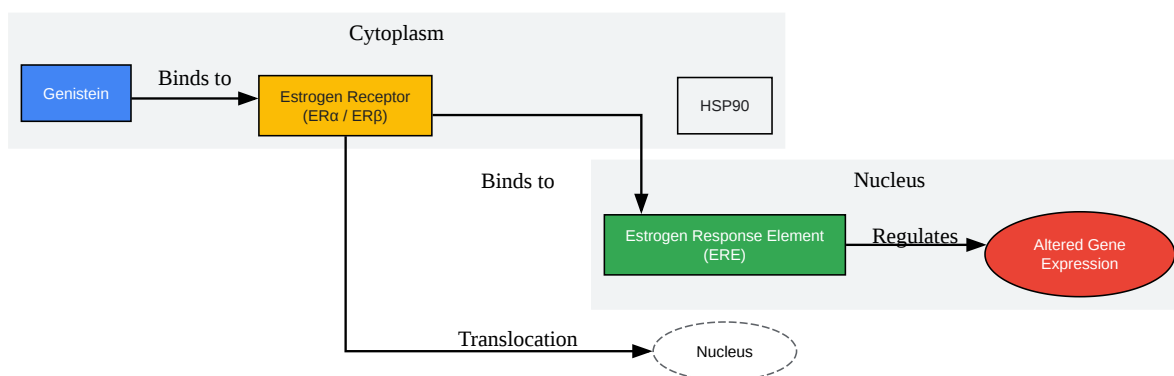 Cytoplasm
Genistein
Binds to
Estrogen Receptor
(ERα / ERβ)
HSP90
Binds to
Nucleus
Estrogen Response Element
(ERE)
Regulates
Altered Gene
Expression
Translocation
Nucleus